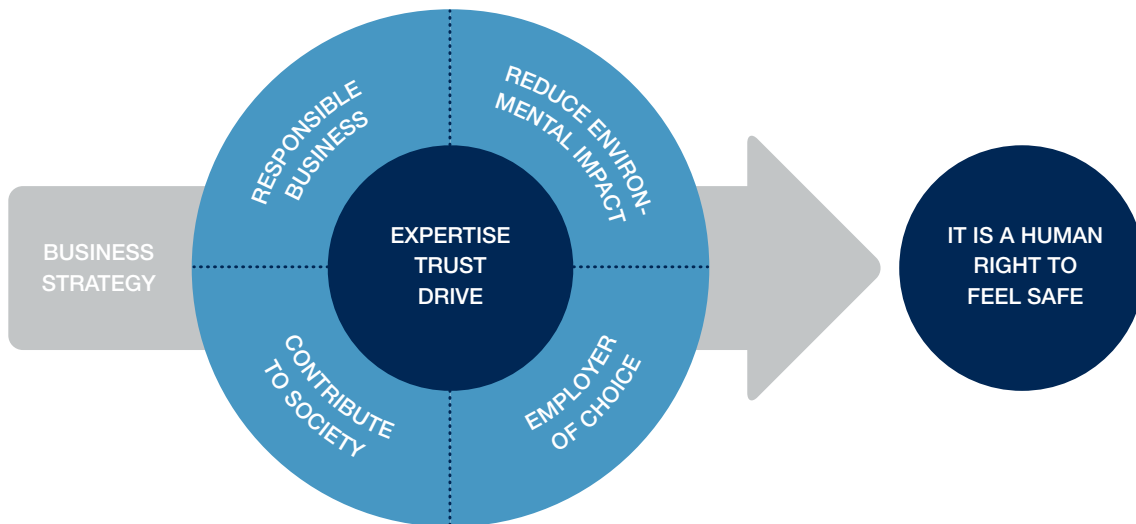 BUSINESS
STRATEGY
RESPONSIBLE
BUSINESS
REDUCE ENVIRON-
MENTAL IMPACT
EXPERTISE
TRUST
DRIVE
CONTRIBUTE
TO SOCIETY
EMPLOYER
OF CHOICE
IT IS A HUMAN
RIGHT TO
FEEL SAFE